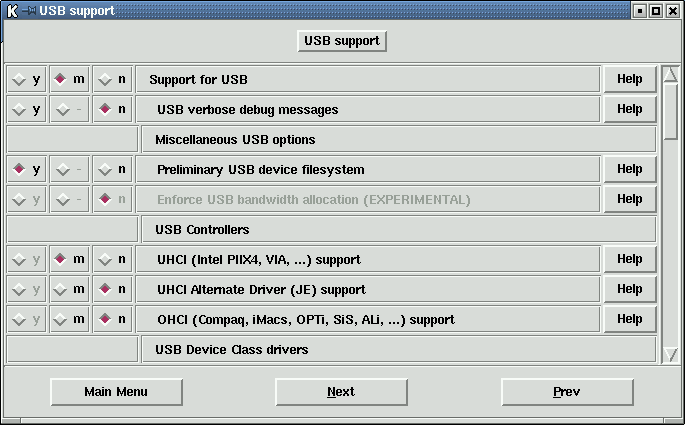 K USB support
USB support
y m n Support for USB Help
y - n USB verbose debug messages Help
Miscellaneous USB options
y - n Preliminary USB device filesystem Help
y - n Enforce USB bandwidth allocation (EXPERIMENTAL) Help
USB Controllers
y m n UHCI (Intel PIIX4, VIA, ...) support Help
y m n UHCI Alternate Driver (JE) support Help
y m n OHCI (Compaq, iMacs, OPTi, SiS, ALi, ...) support Help
USB Device Class drivers
Main Menu Next Prev